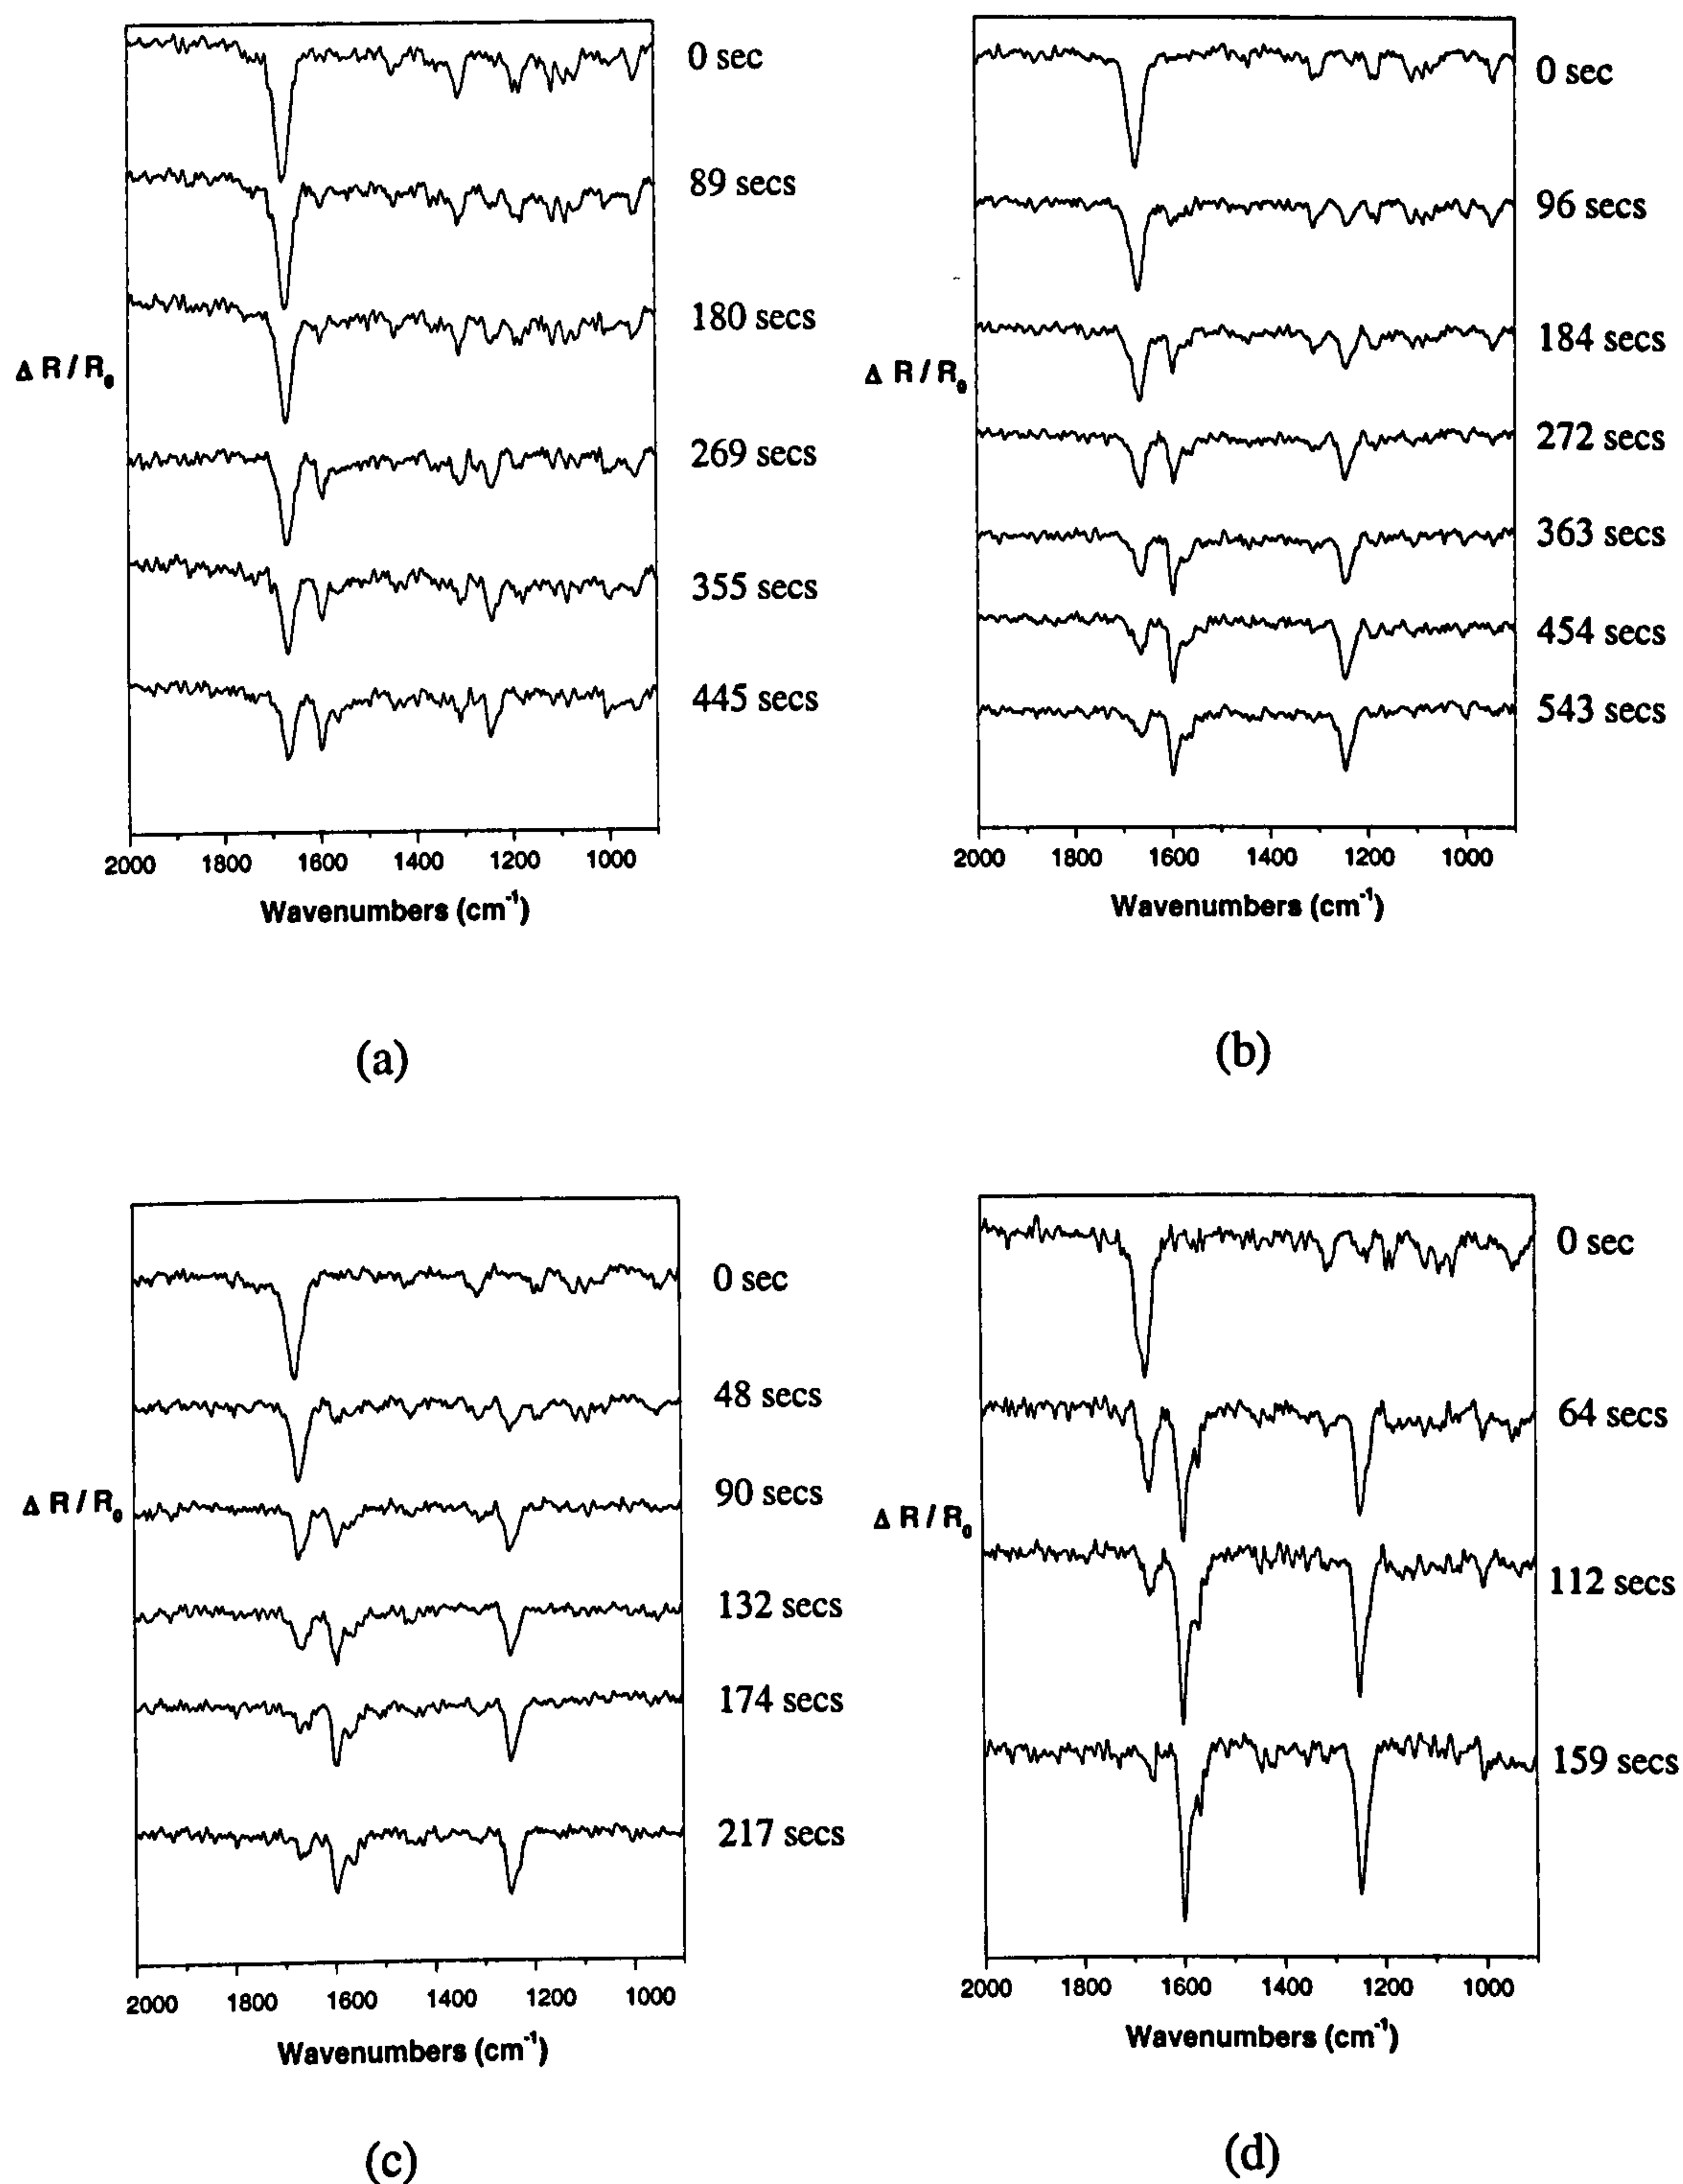 0 sec
89 secs
180 secs
Δ R / R₀
269 secs
355 secs
445 secs
2000 1800 1600 1400 1200 1000
Wavenumbers (cm⁻¹)
(a)
0 sec
96 secs
184 secs
Δ R / R₀
272 secs
363 secs
454 secs
543 secs
2000 1800 1600 1400 1200 1000
Wavenumbers (cm⁻¹)
(b)
0 sec
48 secs
90 secs
Δ R / R₀
132 secs
174 secs
217 secs
2000 1800 1600 1400 1200 1000
Wavenumbers (cm⁻¹)
(c)
0 sec
64 secs
Δ R / R₀
112 secs
159 secs
2000 1800 1600 1400 1200 1000
Wavenumbers (cm⁻¹)
(d)